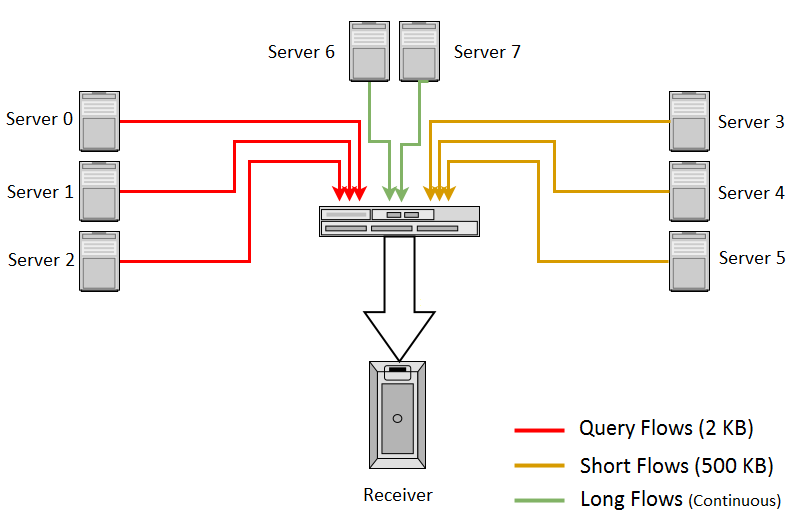 Server 6
Server 7
Server 0
Server 3
Server 1
Server 4
Server 2
Server 5
Query Flows (2 KB)
Short Flows (500 KB)
Long Flows (Continuous)
Receiver